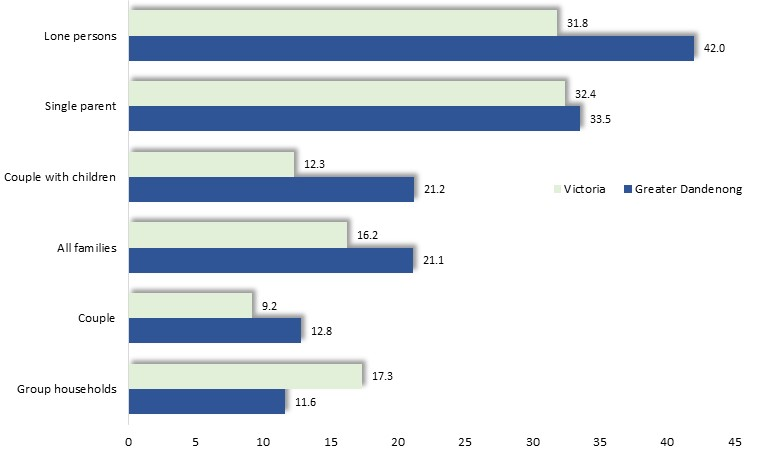 Lone persons
31.8
42.0
Single parent
32.4
33.5
Couple with children
12.3
21.2
Victoria
Greater Dandenong
All families
16.2
21.1
Couple
9.2
12.8
Group households
17.3
11.6
0 5 10 15 20 25 30 35 40 45